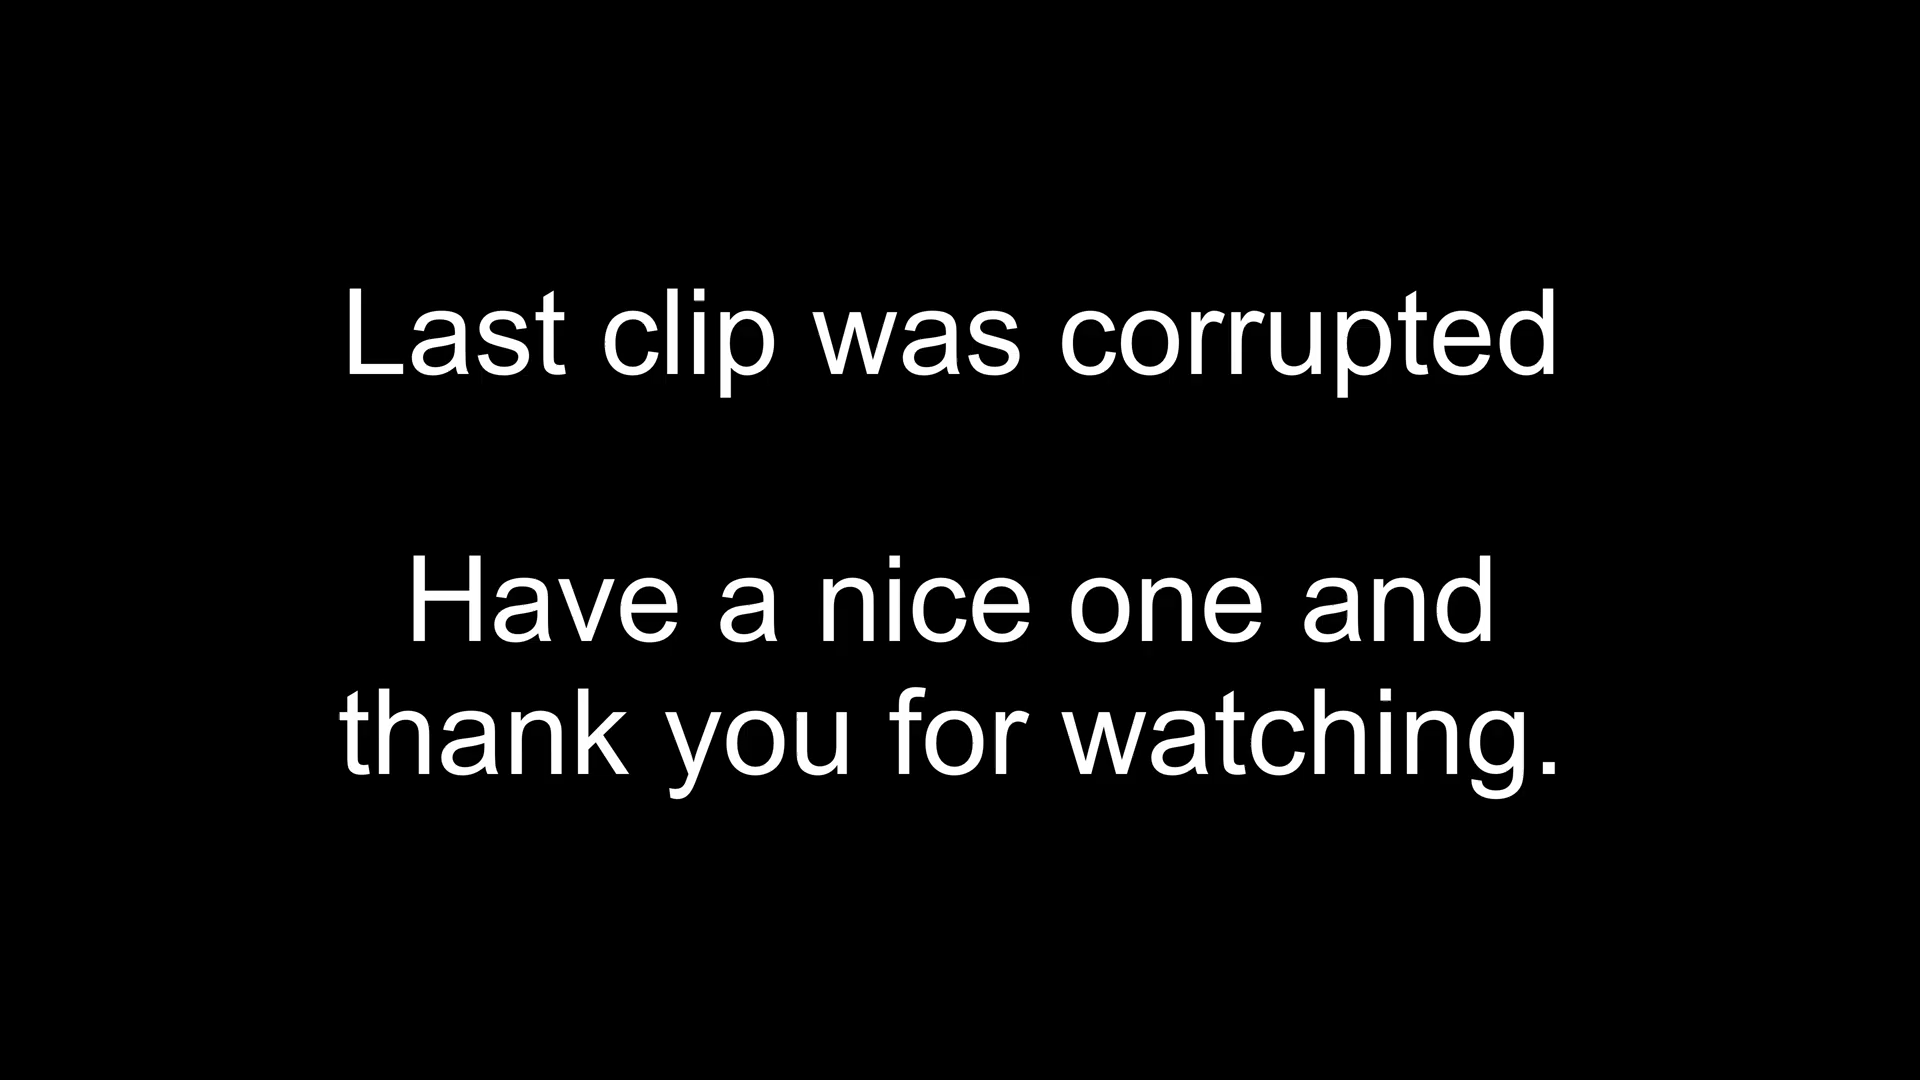 Last clip was corrupted
Have a nice one and
thank you for watching.